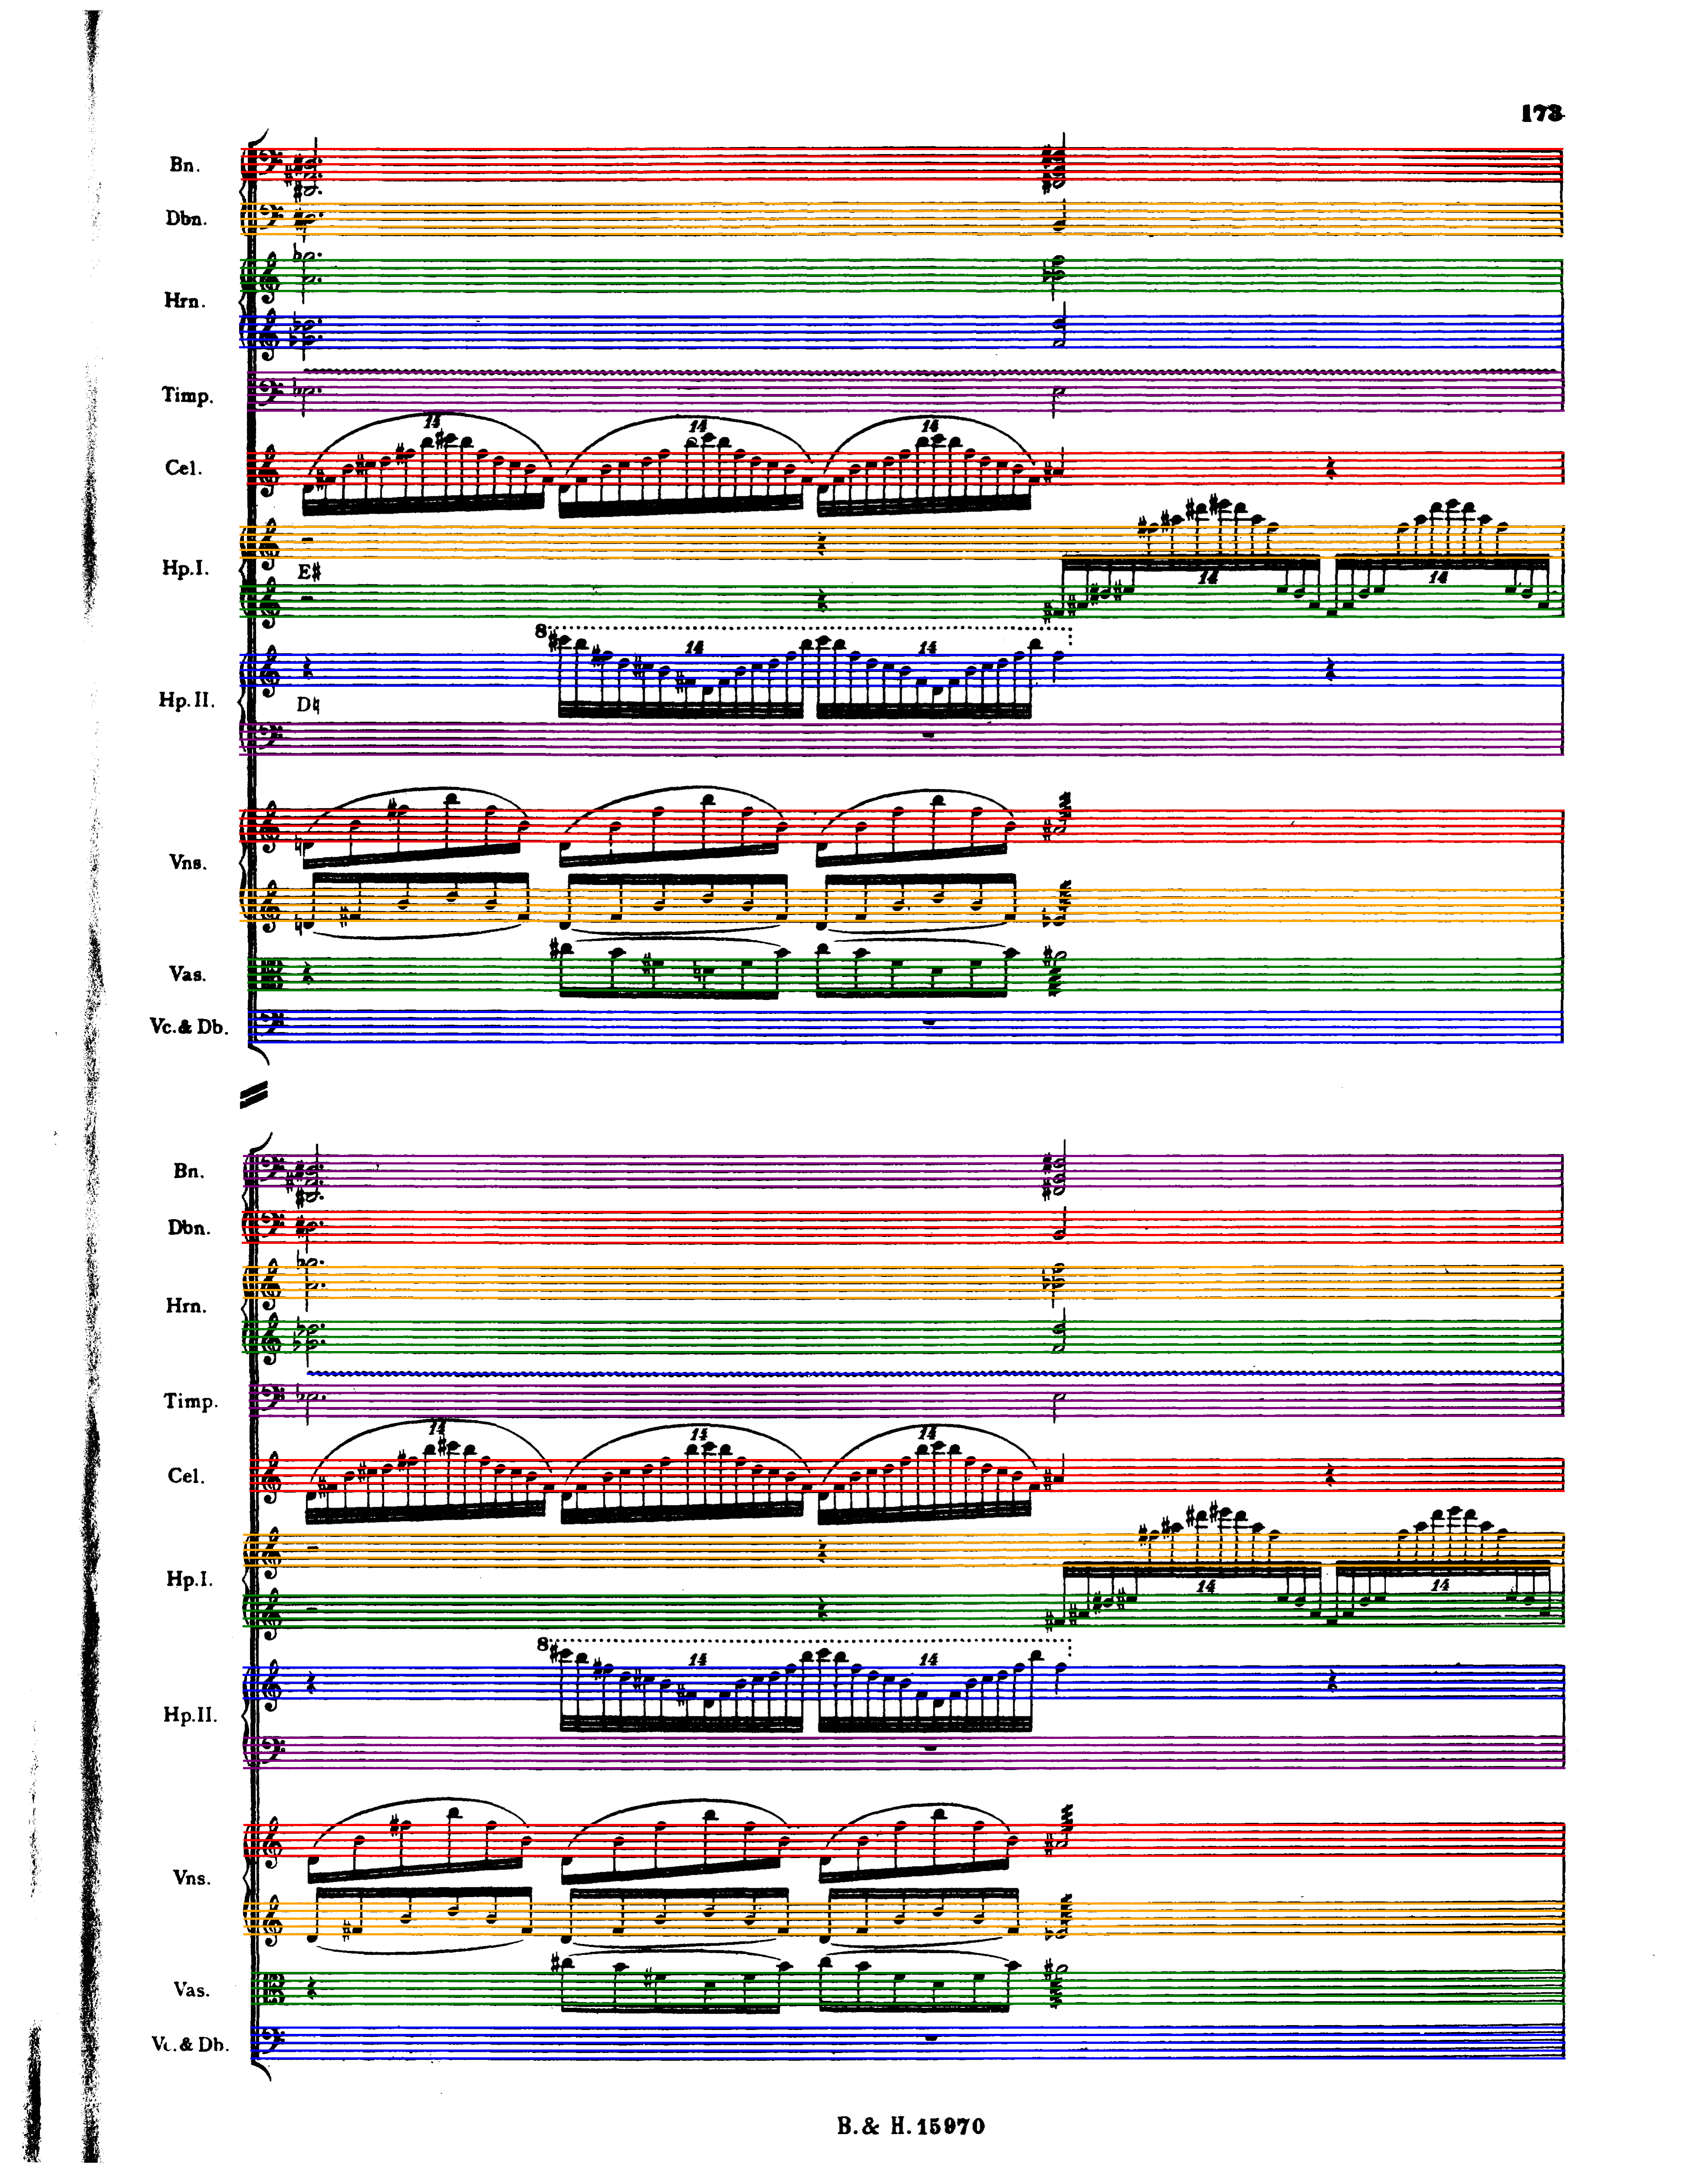 173
Bn.
Dbn.
Hrn.
Timp.
14 14 14
Cel.
Hp.I.
E♯
14 14
8
14 14
Hp.II.
D♮
Vns.
Vas.
Vc.& Db.
Bn.
Dbn.
Hrn.
Timp.
14 14 14
Cel.
Hp.I.
14 14
8
14 14
Hp.II.
Vns.
Vas.
Vc.& Db.
B.& H.15970